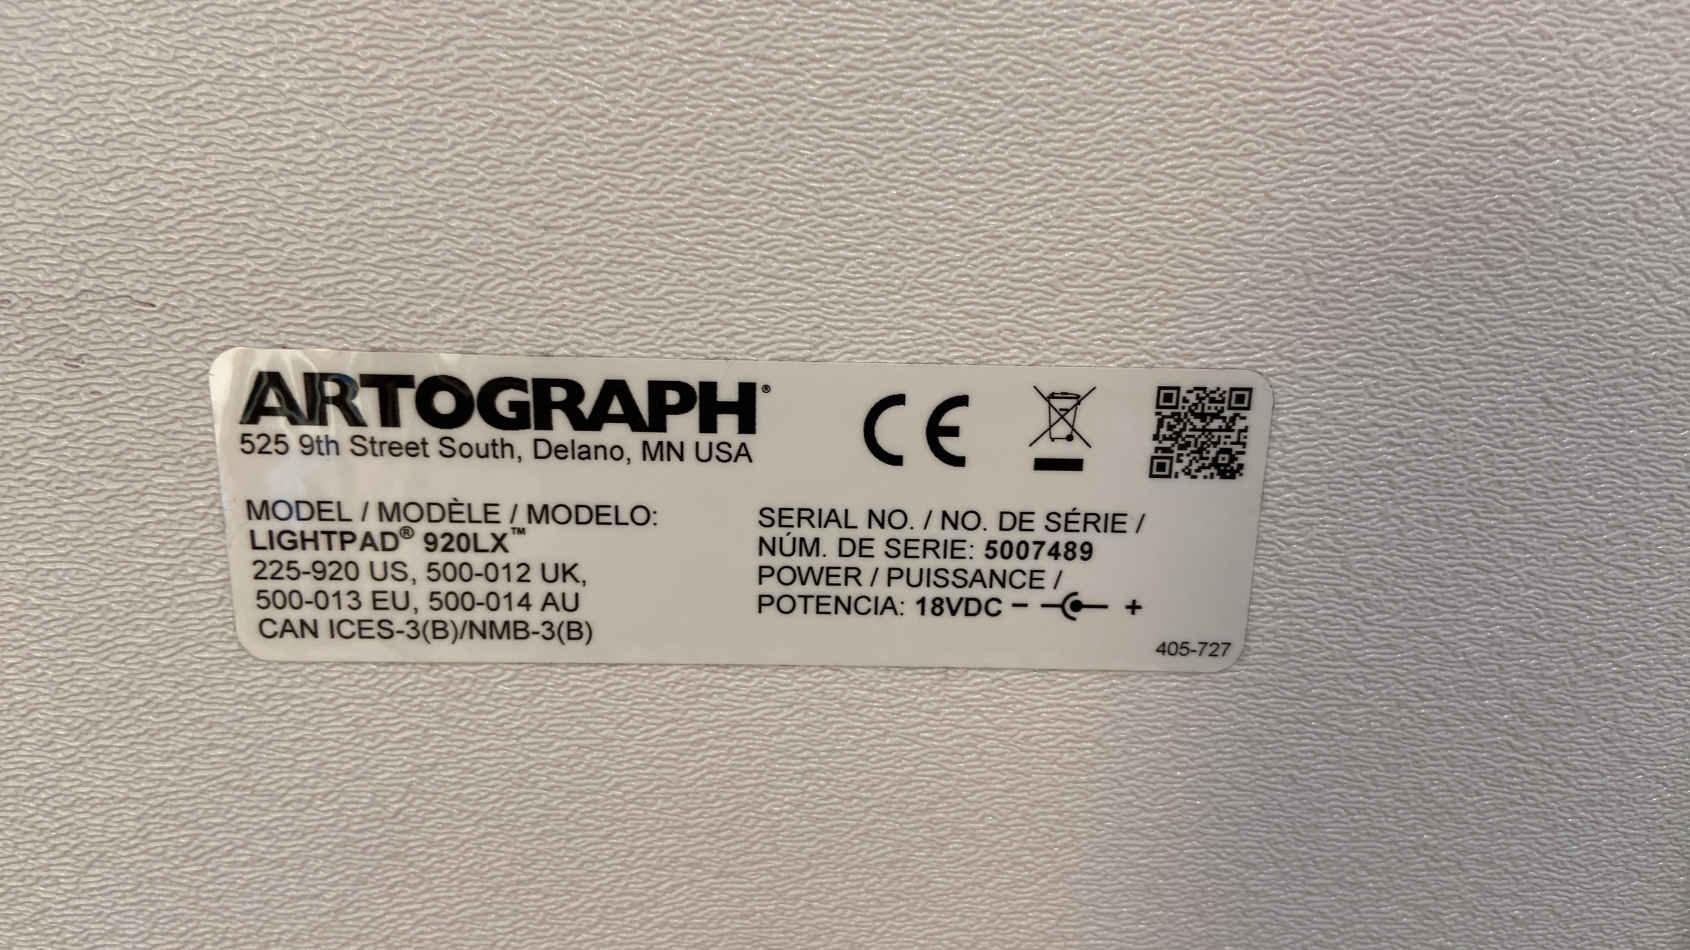 ARTOGRAPH®
525 9th Street South, Delano, MN USA
CE
MODEL / MODÈLE / MODELO:
LIGHTPAD® 920LX™
225-920 US, 500-012 UK,
500-013 EU, 500-014 AU
CAN ICES-3(B)/NMB-3(B)
SERIAL NO. / NO. DE SÉRIE /
NÚM. DE SERIE: 5007489
POWER / PUISSANCE /
POTENCIA: 18VDC − +
405-727